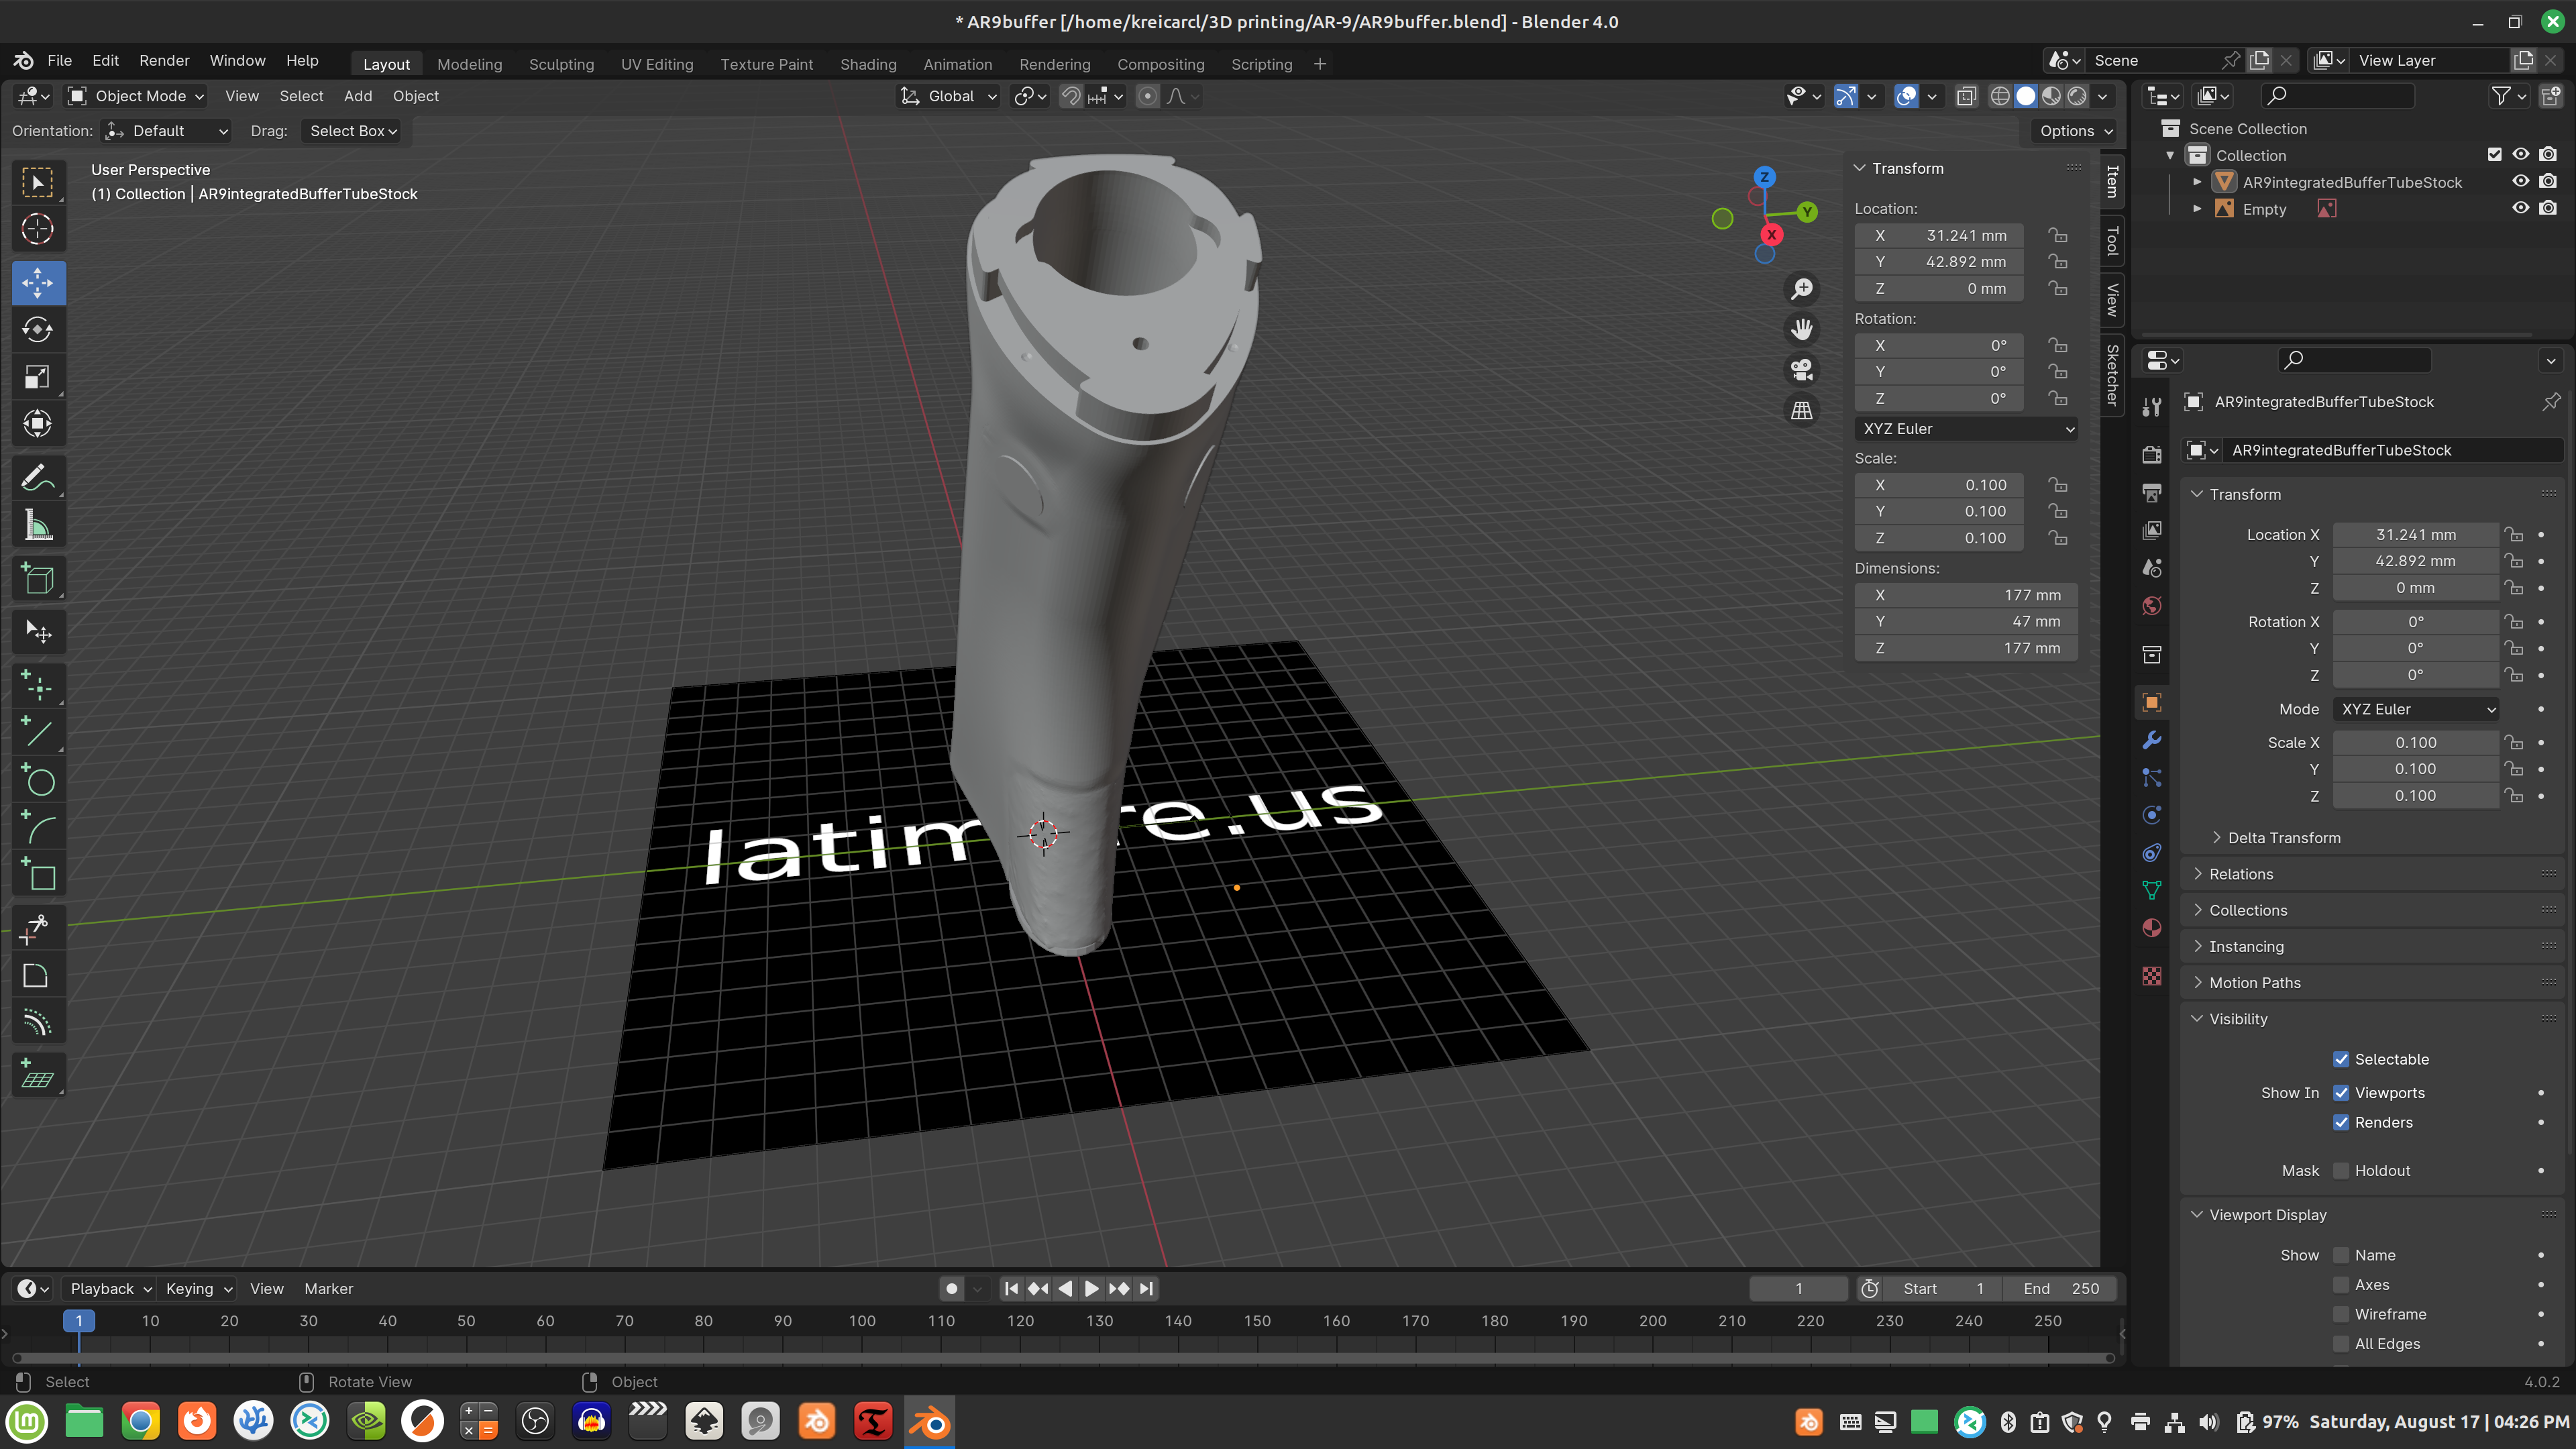 * AR9buffer [/home/kreicarcl/3D printing/AR-9/AR9buffer.blend] - Blender 4.0
File Edit Render Window Help Layout Modeling Sculpting UV Editing Texture Paint Shading Animation Rendering Compositing Scripting + Scene View Layer
Object Mode View Select Add Object Global
Orientation: Default Drag: Select Box Options
User Perspective
(1) Collection | AR9integratedBufferTubeStock
Z
Y
X
Transform
Location:
X 31.241 mm
Y 42.892 mm
Z 0 mm
Rotation:
X 0°
Y 0°
Z 0°
XYZ Euler
Scale:
X 0.100
Y 0.100
Z 0.100
Dimensions:
X 177 mm
Y 47 mm
Z 177 mm
Item
Tool
View
Sketcher
latim re.us
Scene Collection
Collection
AR9integratedBufferTubeStock
Empty
AR9integratedBufferTubeStock
AR9integratedBufferTubeStock
Transform
Location X 31.241 mm
Y 42.892 mm
Z 0 mm
Rotation X 0°
Y 0°
Z 0°
Mode XYZ Euler
Scale X 0.100
Y 0.100
Z 0.100
Delta Transform
Relations
Collections
Instancing
Motion Paths
Visibility
Selectable
Show In Viewports
Renders
Mask Holdout
Viewport Display
Show Name
Axes
Wireframe
All Edges
Playback Keying View Marker 1 Start 1 End 250
1 10 20 30 40 50 60 70 80 90 100 110 120 130 140 150 160 170 180 190 200 210 220 230 240 250
Select Rotate View Object 4.0.2
97% Saturday, August 17 | 04:26 PM